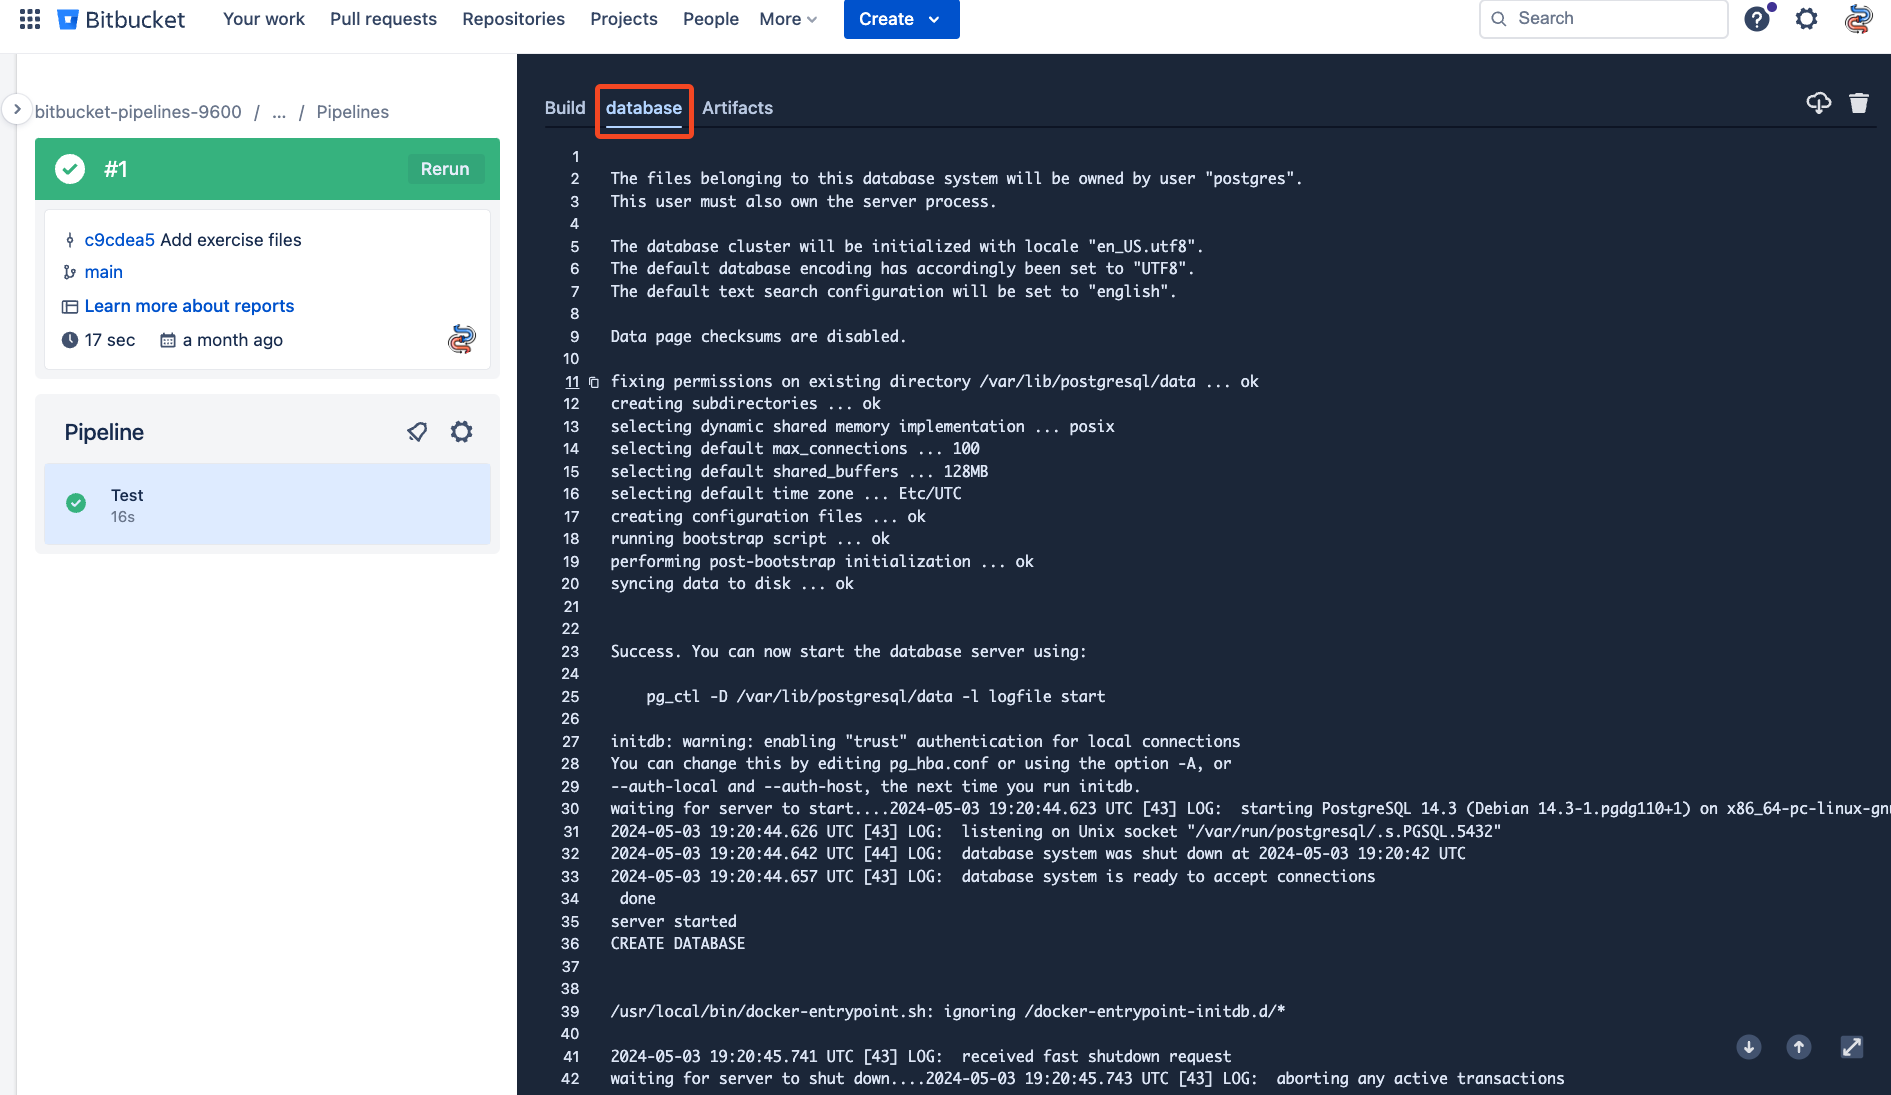 Bitbucket
Your work
Pull requests
Repositories
Projects
People
More
Create
Search
bitbucket-pipelines-9600 / ... / Pipelines
#1
Rerun
c9cdea5 Add exercise files
main
Learn more about reports
17 sec
a month ago
Pipeline
Test
16s
Build
database
Artifacts
1
2 The files belonging to this database system will be owned by user "postgres".
3 This user must also own the server process.
4
5 The database cluster will be initialized with locale "en_US.utf8".
6 The default database encoding has accordingly been set to "UTF8".
7 The default text search configuration will be set to "english".
8
9 Data page checksums are disabled.
10
11 fixing permissions on existing directory /var/lib/postgresql/data ... ok
12 creating subdirectories ... ok
13 selecting dynamic shared memory implementation ... posix
14 selecting default max_connections ... 100
15 selecting default shared_buffers ... 128MB
16 selecting default time zone ... Etc/UTC
17 creating configuration files ... ok
18 running bootstrap script ... ok
19 performing post-bootstrap initialization ... ok
20 syncing data to disk ... ok
21
22
23 Success. You can now start the database server using:
24
25 pg_ctl -D /var/lib/postgresql/data -l logfile start
26
27 initdb: warning: enabling "trust" authentication for local connections
28 You can change this by editing pg_hba.conf or using the option -A, or
29 --auth-local and --auth-host, the next time you run initdb.
30 waiting for server to start....2024-05-03 19:20:44.623 UTC [43] LOG:  starting PostgreSQL 14.3 (Debian 14.3-1.pgdg110+1) on x86_64-pc-linux-gnu
31 2024-05-03 19:20:44.626 UTC [43] LOG:  listening on Unix socket "/var/run/postgresql/.s.PGSQL.5432"
32 2024-05-03 19:20:44.642 UTC [44] LOG:  database system was shut down at 2024-05-03 19:20:42 UTC
33 2024-05-03 19:20:44.657 UTC [43] LOG:  database system is ready to accept connections
34 done
35 server started
36 CREATE DATABASE
37
38
39 /usr/local/bin/docker-entrypoint.sh: ignoring /docker-entrypoint-initdb.d/*
40
41 2024-05-03 19:20:45.741 UTC [43] LOG:  received fast shutdown request
42 waiting for server to shut down....2024-05-03 19:20:45.743 UTC [43] LOG:  aborting any active transactions